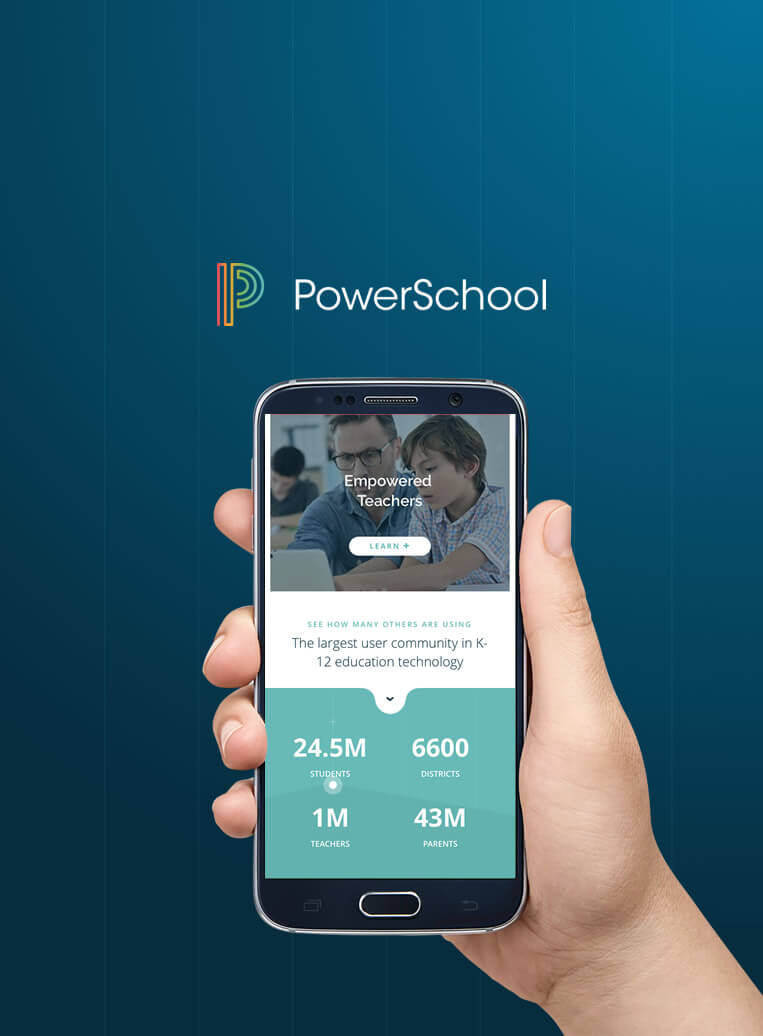 PowerSchool
Empowered
Teachers
LEARN +
SEE HOW MANY OTHERS ARE USING
The largest user community in K-
12 education technology
24.5M
6600
STUDENTS
DISTRICTS
1M
43M
TEACHERS
PARENTS